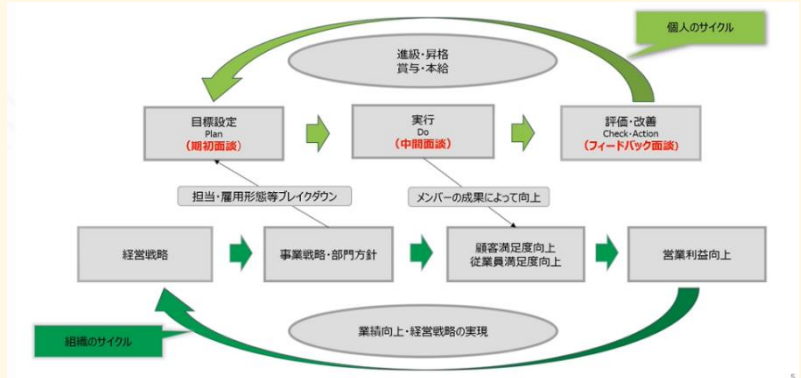 個人のサイクル
進級・昇格
賞与・本給
目標設定
Plan
(期初面談)
実行
Do
(中間面談)
評価・改善
Check・Action
(フィードバック面談)
担当・雇用形態等ブレイクダウン
メンバーの成果によって向上
経営戦略
事業戦略・部門方針
顧客満足度向上
従業員満足度向上
営業利益向上
組織のサイクル
業績向上・経営戦略の実現
5